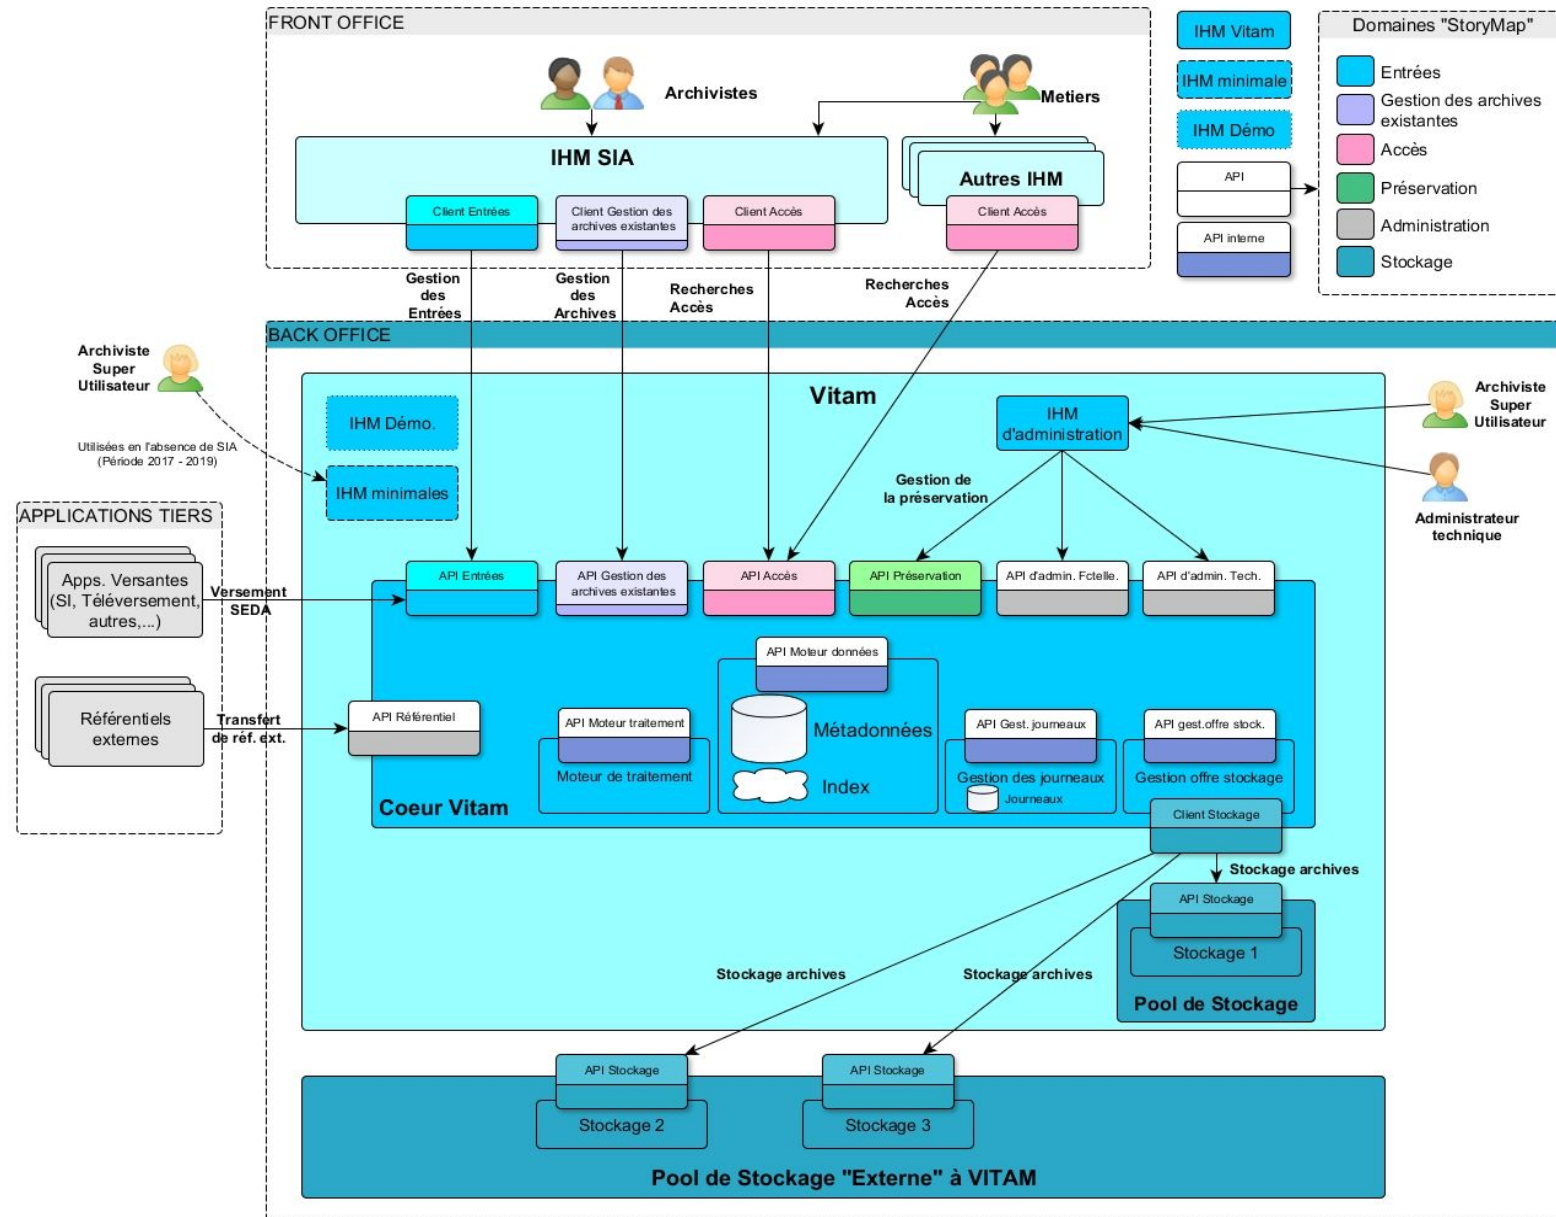 FRONT OFFICE
Archivistes
Metiers
IHM SIA
Autres IHM
Client Entrées
Client Gestion des
archives existantes
Client Accès
Client Accès
IHM Vitam
IHM minimale
IHM Démo
API
API interne
Domaines "StoryMap"
Entrées
Gestion des archives
existantes
Accès
Préservation
Administration
Stockage
Gestion
des
Entrées
Gestion
des
Archives
Recherches
Accès
Recherches
Accès
BACK OFFICE
Archiviste
Super
Utilisateur
Utilisées en l'absence de SIA
(Période 2017 - 2019)
Vitam
IHM Démo.
IHM minimales
IHM
d'administration
Archiviste
Super
Utilisateur
Administrateur
technique
Gestion de
la préservation
APPLICATIONS TIERS
Apps. Versantes
(SI, Téléversement,
autres,...)
Versement
SEDA
Référentiels
externes
Transfert
de réf. ext.
API Entrées
API Gestion des
archives existantes
API Accès
API Préservation
API d'admin. Fctelle.
API d'admin. Tech.
API Moteur données
Métadonnées
Index
API Référentiel
API Moteur traitement
Moteur de traitement
API Gest. journeaux
Gestion des journeaux
Journeaux
API gest.offre stock.
Gestion offre stockage
Coeur Vitam
Client Stockage
Stockage archives
API Stockage
Stockage 1
Pool de Stockage
Stockage archives
Stockage archives
API Stockage
Stockage 2
API Stockage
Stockage 3
Pool de Stockage "Externe" à VITAM